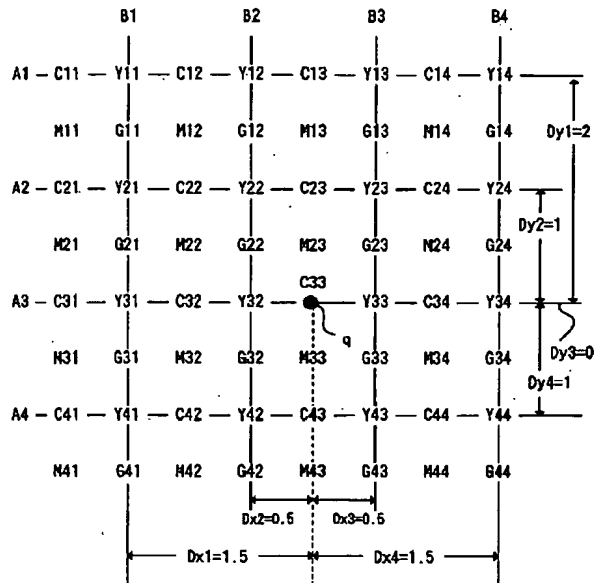 B1 B2 B3 B4
A1 C11 Y11 C12 Y12 C13 Y13 C14 Y14
M11 G11 M12 G12 M13 G13 M14 G14
Dy1=2
A2 C21 Y21 C22 Y22 C23 Y23 C24 Y24
Dy2=1
M21 G21 M22 G22 M23 G23 N24 G24
C33
A3 C31 Y31 C32 Y32 Y33 C34 Y34
q
Dy3=0
M31 G31 M32 G32 M33 G33 M34 G34
Dy4=1
A4 C41 Y41 C42 Y42 C43 Y43 C44 Y44
M41 G41 M42 G42 M43 G43 M44 G44
Dx2=0.5 Dx3=0.5
Dx1=1.5 Dx4=1.5